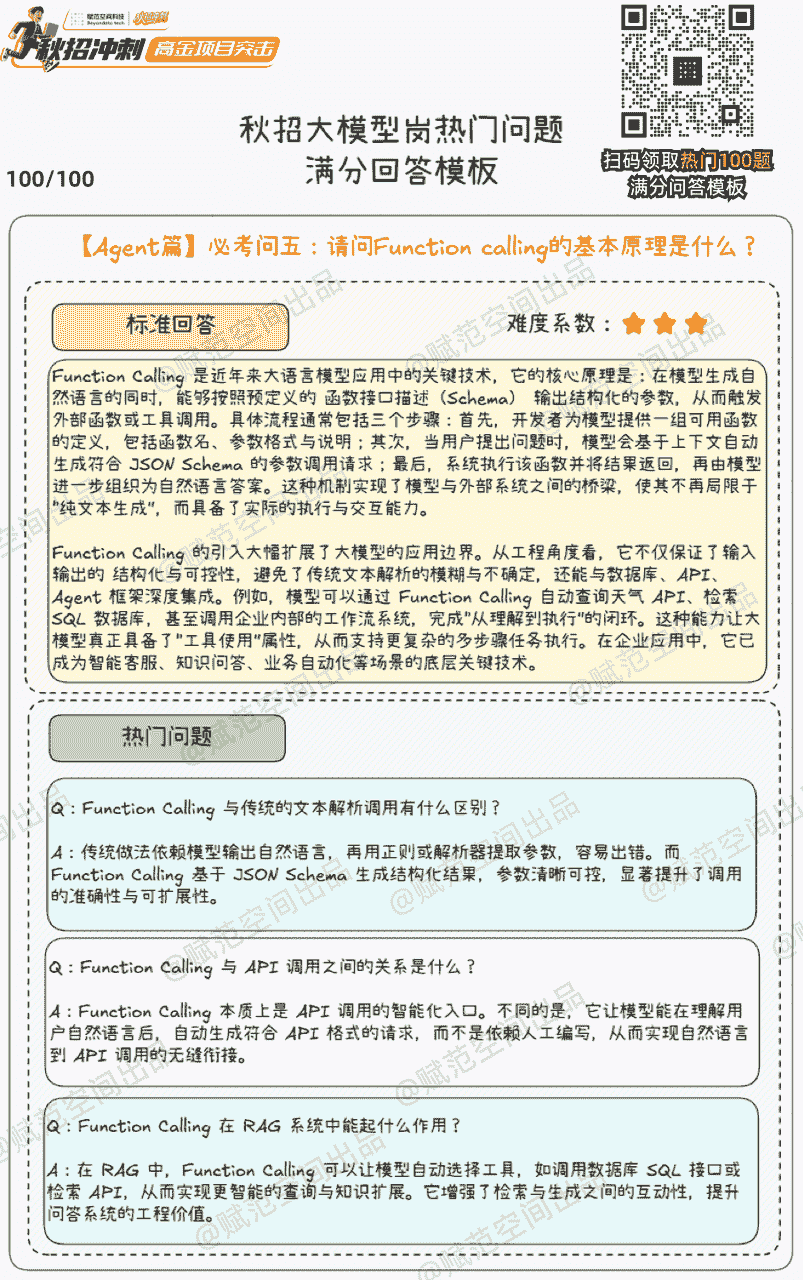 赋范空间科技
秋招冲刺 高金项目突击
扫码领取热门100题
满分问答模板
秋招大模型岗热门问题
满分回答模板
100/100
【Agent篇】必考问五：请问Function calling的基本原理是什么？
标准回答
难度系数：
Function Calling 是近年来大语言模型应用中的关键技术，它的核心原理是：在模型生成自
然语言的同时，能够按照预定义的 函数接口描述（Schema） 输出结构化的参数，从而触发
外部函数或工具调用。具体流程通常包括三个步骤：首先，开发者为模型提供一组可用函数
的定义，包括函数名、参数格式与说明；其次，当用户提出问题时，模型会基于上下文自动
生成符合 JSON Schema 的参数调用请求；最后，系统执行该函数并将结果返回，再由模型
进一步组织为自然语言答案。这种机制实现了模型与外部系统之间的桥梁，使其不再局限于
"纯文本生成"，而具备了实际的执行与交互能力。
Function Calling 的引入大幅扩展了大模型的应用边界。从工程角度看，它不仅保证了输入
输出的 结构化与可控性，避免了传统文本解析的模糊与不确定，还能与数据库、API、
Agent 框架深度集成。例如，模型可以通过 Function Calling 自动查询天气 API、检索
SQL 数据库，甚至调用企业内部的工作流系统，完成"从理解到执行"的闭环。这种能力让大
模型真正具备了"工具使用"属性，从而支持更复杂的多步骤任务执行。在企业应用中，它已
成为智能客服、知识问答、业务自动化等场景的底层关键技术。
热门问题
Q：Function Calling 与传统的文本解析调用有什么区别？
A：传统做法依赖模型输出自然语言，再用正则或解析器提取参数，容易出错。而
Function Calling 基于 JSON Schema 生成结构化结果，参数清晰可控，显著提升了调用
的准确性与可扩展性。
Q：Function Calling 与 API 调用之间的关系是什么？
A：Function Calling 本质上是 API 调用的智能化入口。不同的是，它让模型能在理解用
户自然语言后，自动生成符合 API 格式的请求，而不是依赖人工编写，从而实现自然语言
到 API 调用的无缝衔接。
Q：Function Calling 在 RAG 系统中能起什么作用？
A：在 RAG 中，Function Calling 可以让模型自动选择工具，如调用数据库 SQL 接口或
检索 API，从而实现更智能的查询与知识扩展。它增强了检索与生成之间的互动性，提升
问答系统的工程价值。
@赋范空间出品